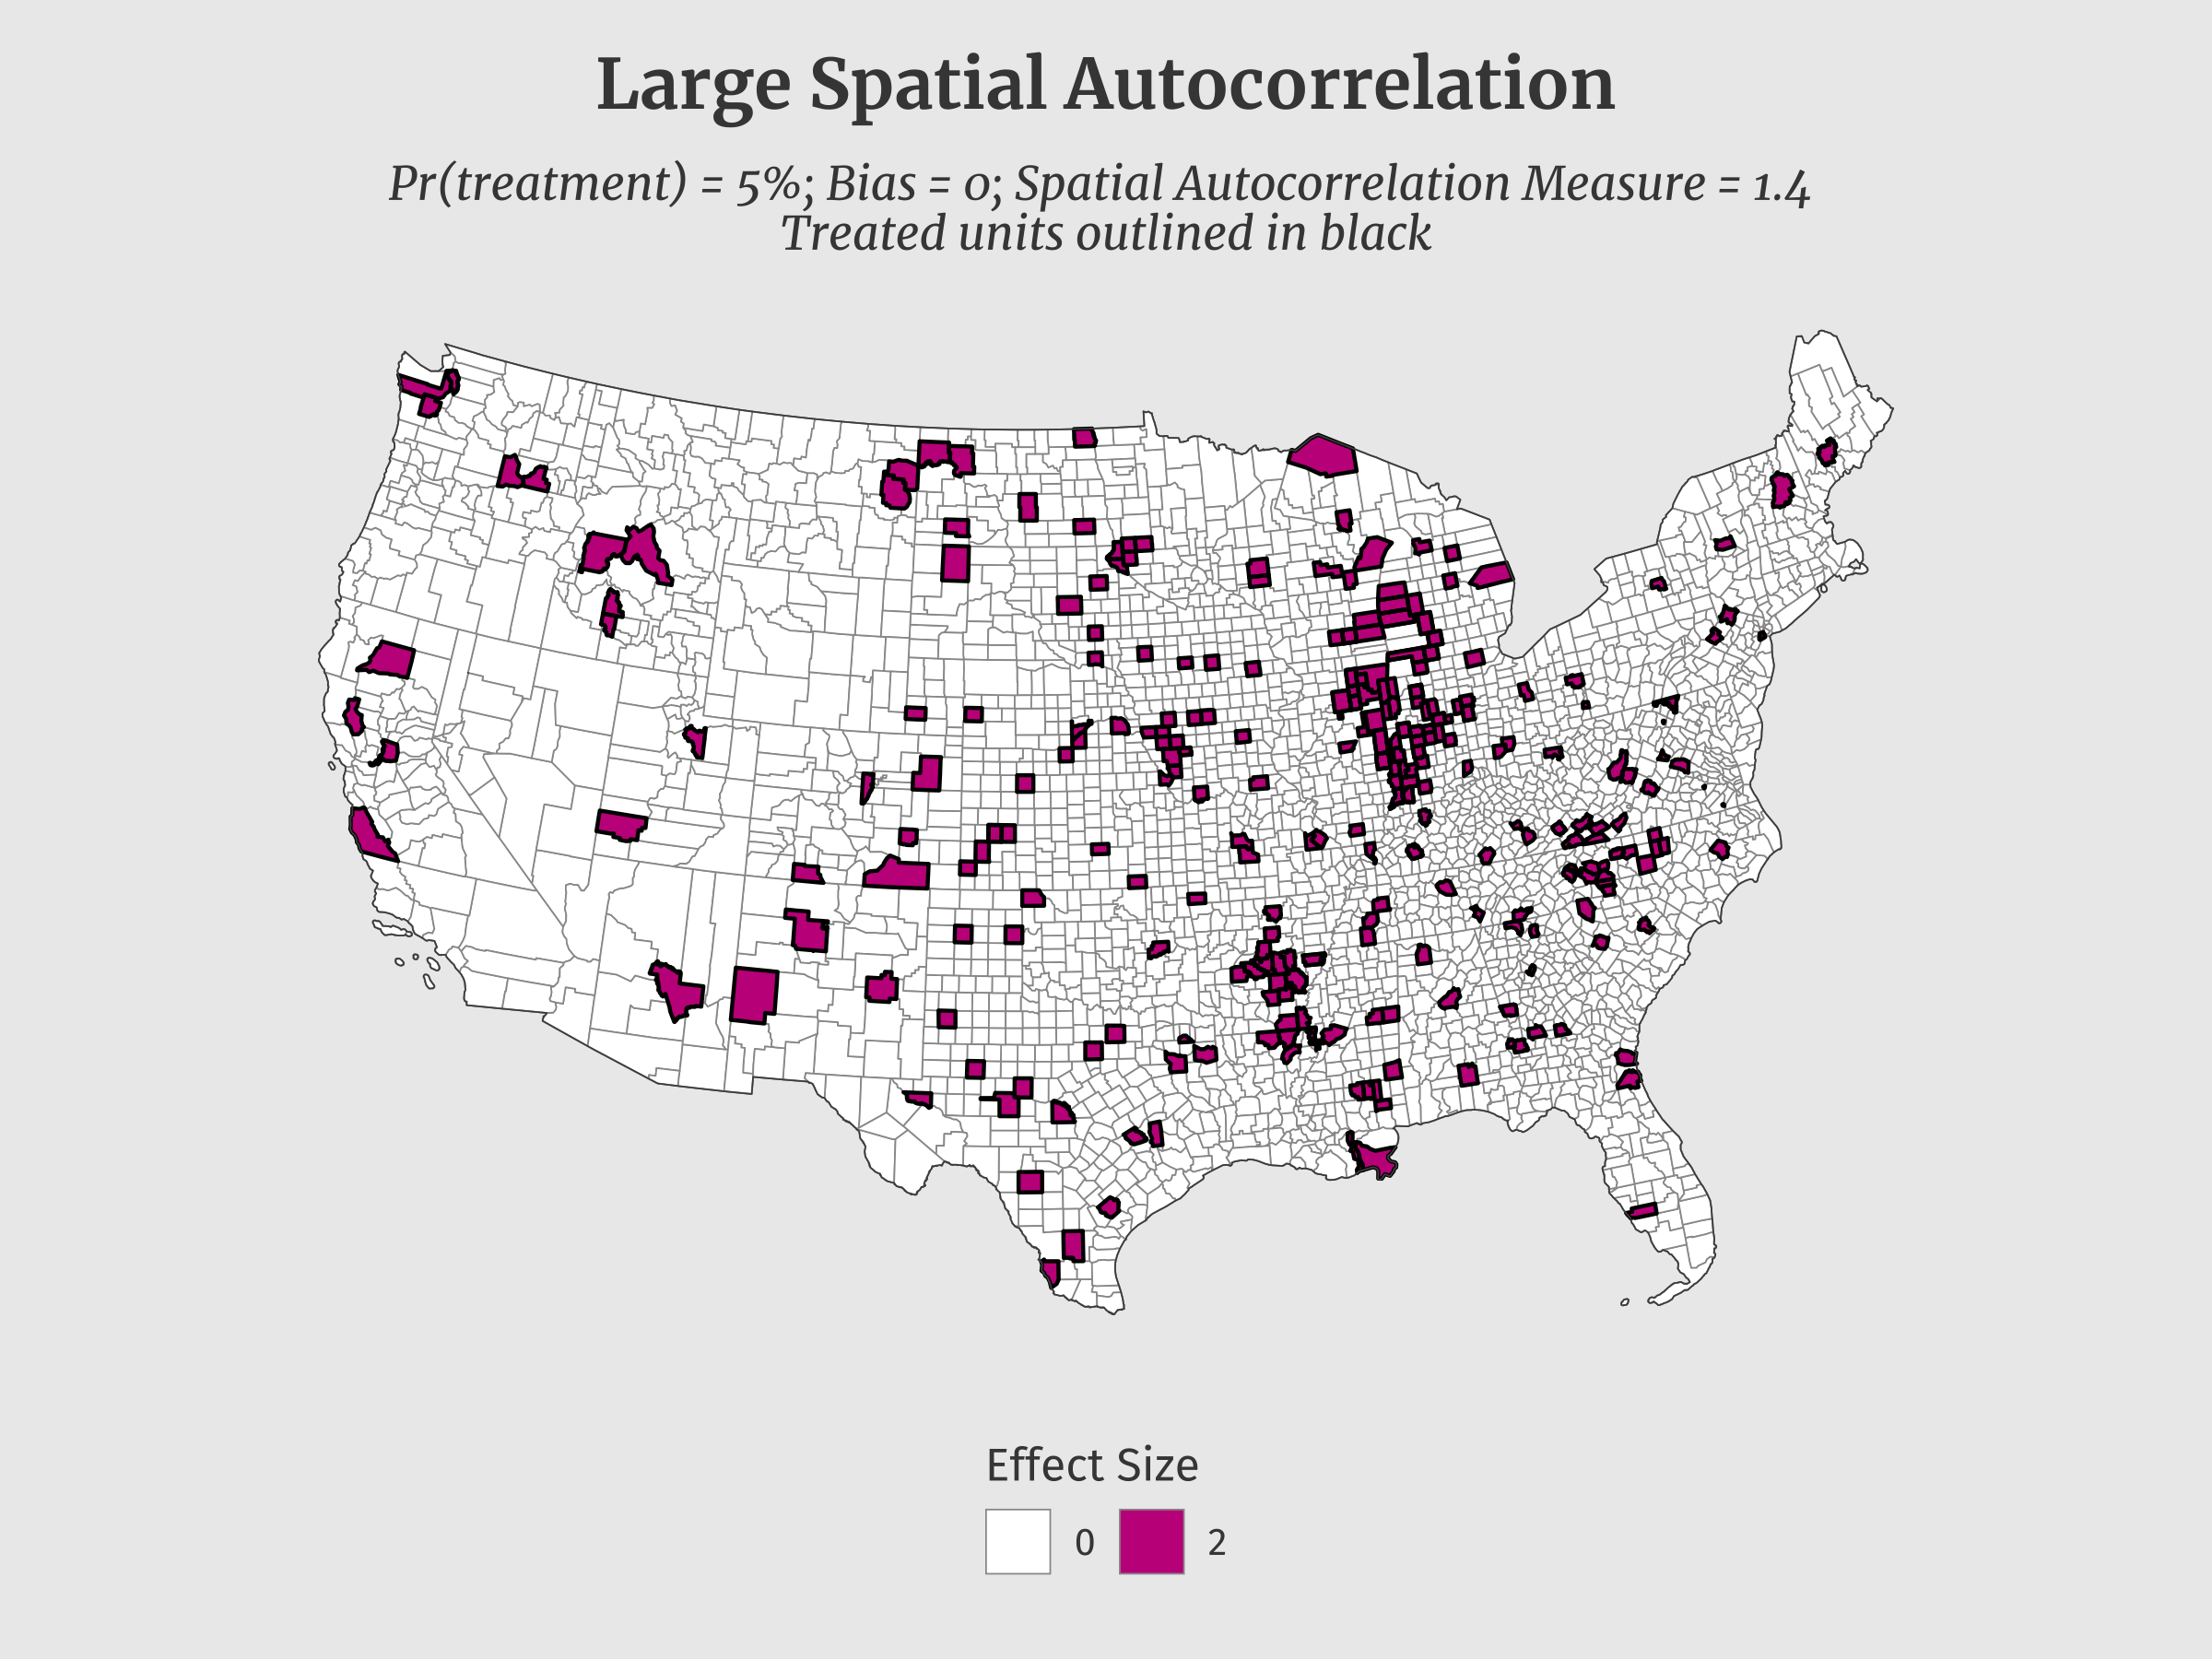 Large Spatial Autocorrelation
Pr(treatment) = 5%; Bias = 0; Spatial Autocorrelation Measure = 1.4
Treated units outlined in black
Effect Size
0 2